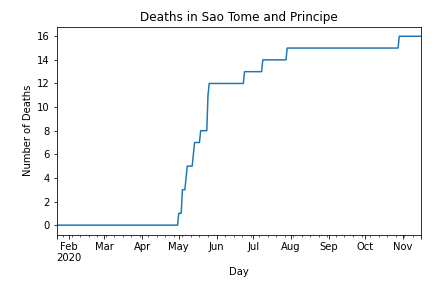 Deaths in Sao Tome and Principe
16
14
12
10
8
6
4
2
0
Number of Deaths
Feb Mar Apr May Jun Jul Aug Sep Oct Nov
2020
Day